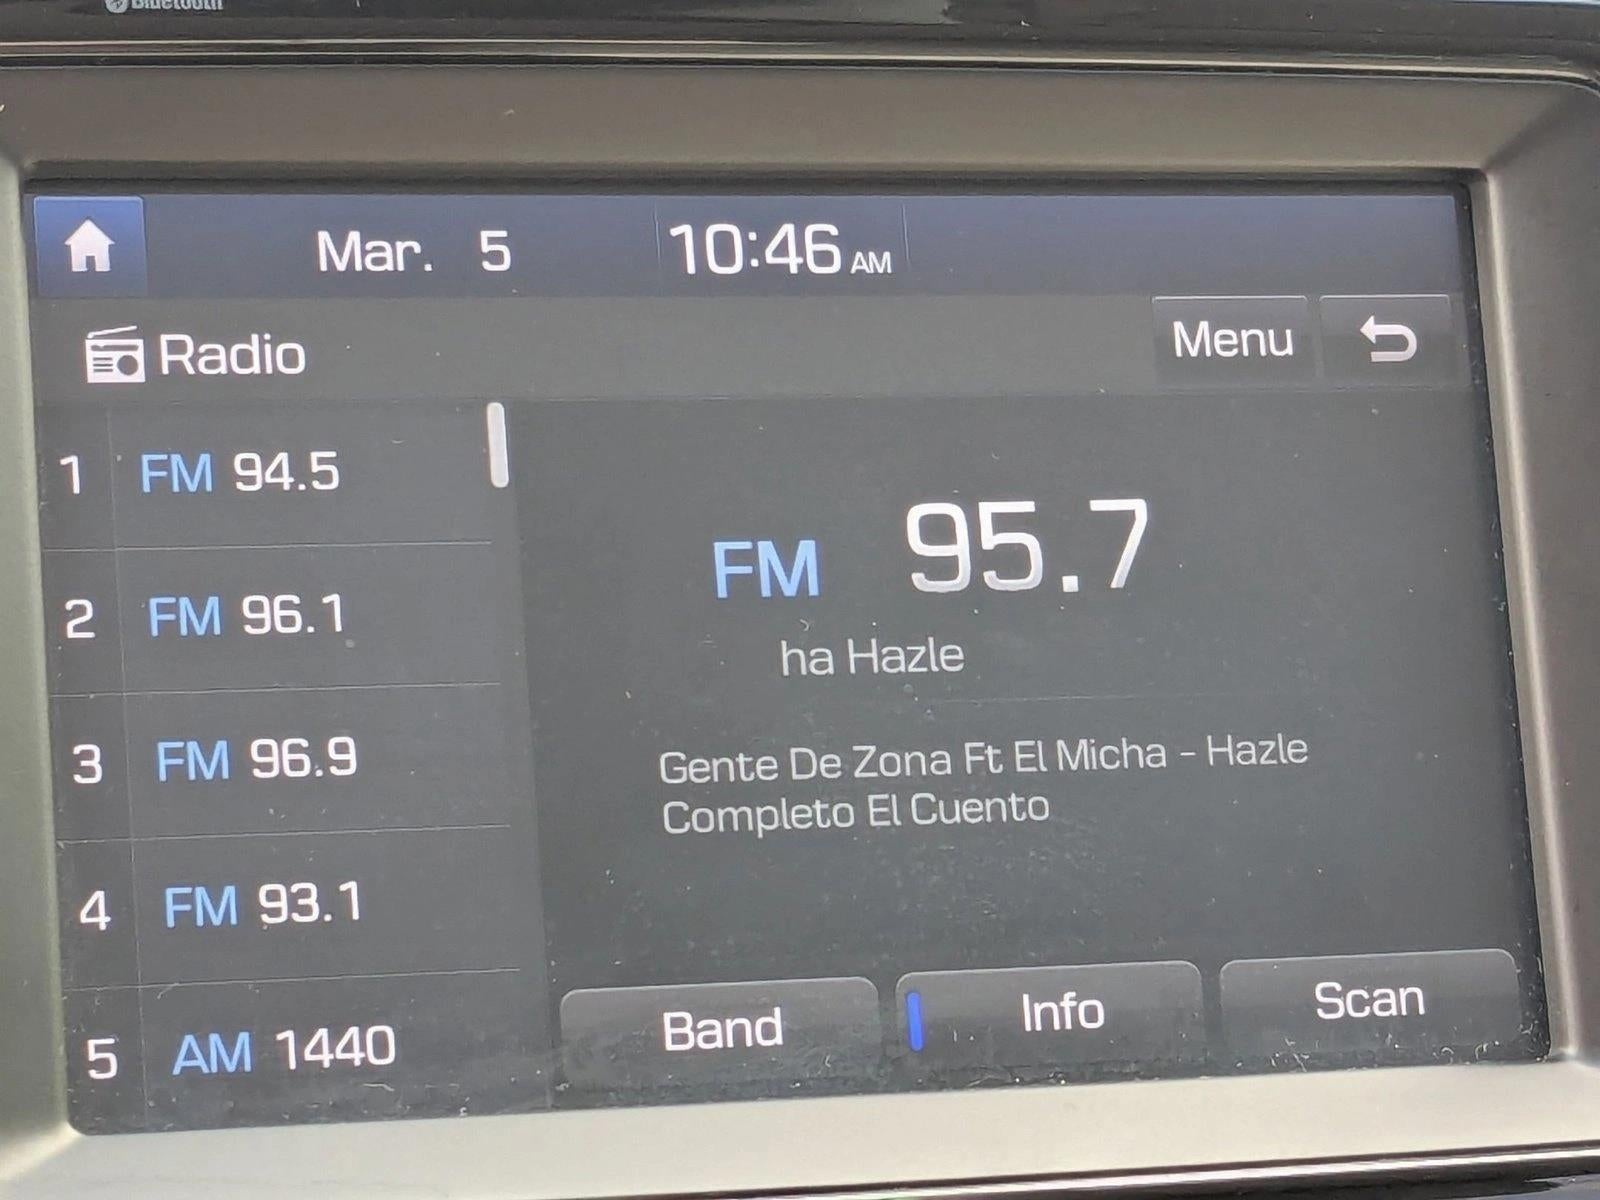 Bluetooth
Mar. 5 10:46 AM
Radio Menu
1 FM 94.5
2 FM 96.1
3 FM 96.9
4 FM 93.1
5 AM 1440
FM 95.7
ha Hazle
Gente De Zona Ft El Micha - Hazle
Completo El Cuento
Band Info Scan